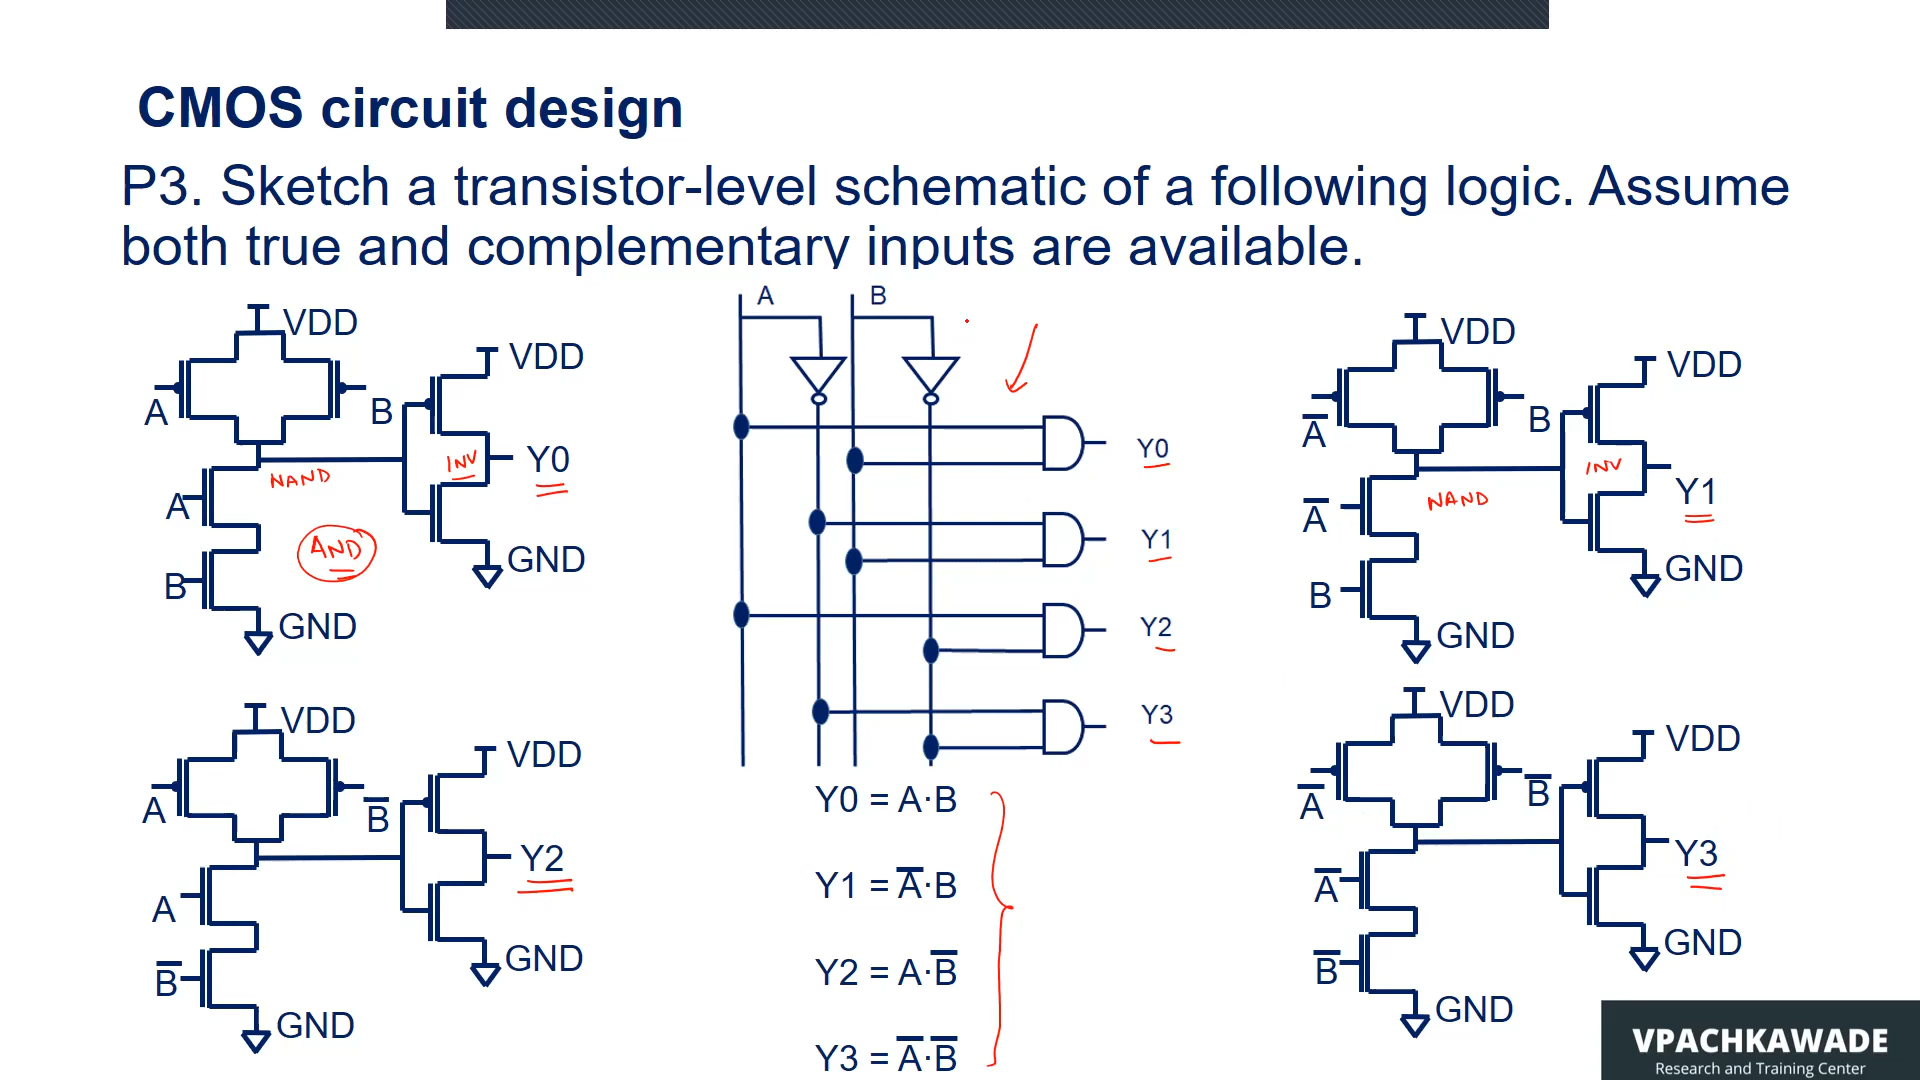 CMOS circuit design
P3. Sketch a transistor-level schematic of a following logic. Assume
both true and complementary inputs are available.
VDD
VDD
A
B
NAND
INV
Y0
A
AND
B
GND
GND
A
B
Y0
Y1
Y2
Y3
VDD
VDD
A̅
B
INV
NAND
Y1
A̅
B
GND
GND
VDD
VDD
A
B̅
Y2
A
B̅
GND
GND
Y0 = A·B
Y1 = A̅·B
Y2 = A·B̅
Y3 = A̅·B̅
VDD
VDD
A̅
B̅
Y3
A̅
B̅
GND
GND
VPACHKAWADE
Research and Training Center